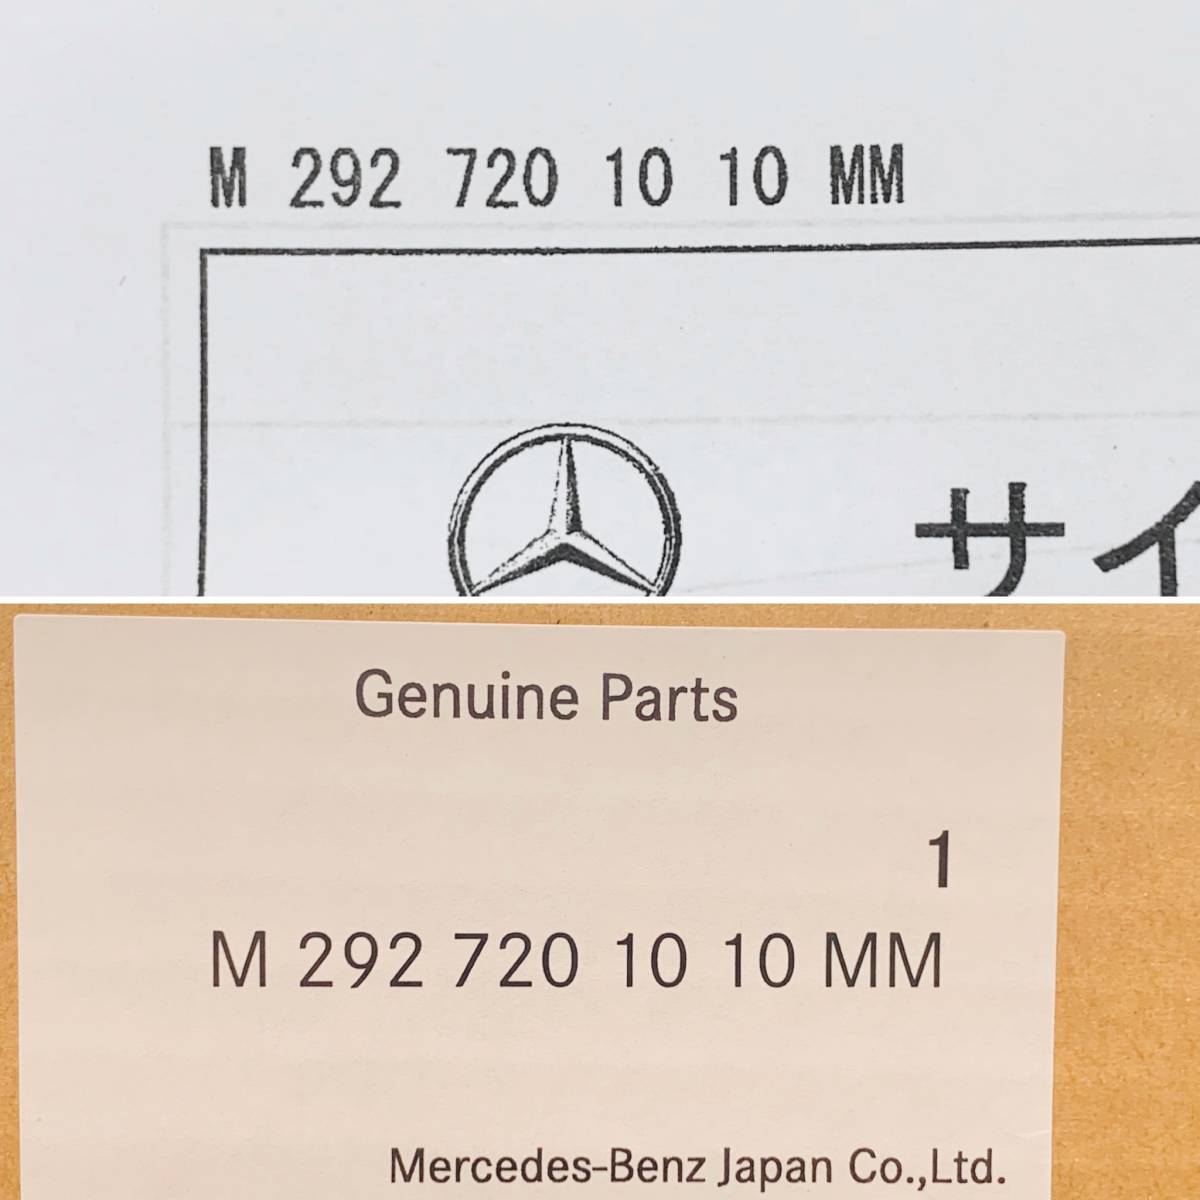 M 292 720 10 10 MM
サイ
Genuine Parts
1
M 292 720 10 10 MM
Mercedes-Benz Japan Co.,Ltd.